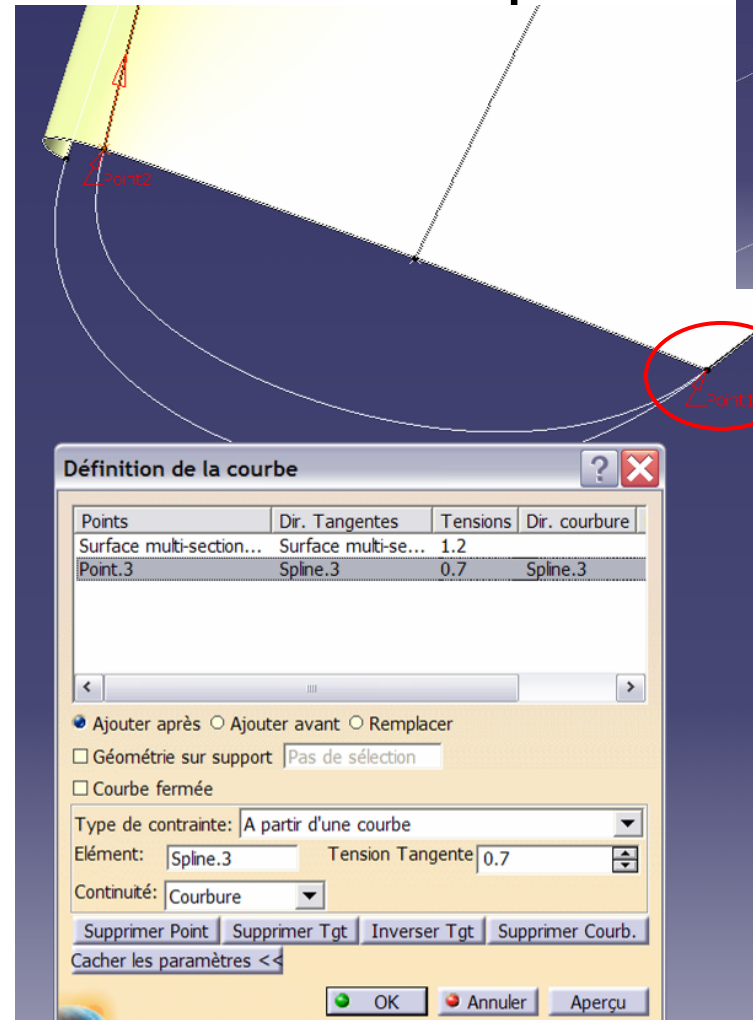 Point2
Point1
Définition de la courbe
Points Dir. Tangentes Tensions Dir. courbure
Surface multi-section... Surface multi-se... 1.2
Point.3 Spline.3 0.7 Spline.3
Ajouter après Ajouter avant Remplacer
Géométrie sur support Pas de sélection
Courbe fermée
Type de contrainte: A partir d'une courbe
Elément: Spline.3 Tension Tangente 0.7
Continuité: Courbure
Supprimer Point Supprimer Tgt Inverser Tgt Supprimer Courb.
Cacher les paramètres <<
OK Annuler Aperçu